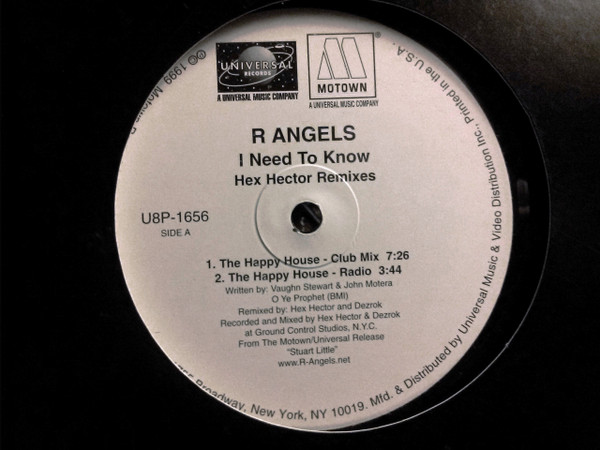 UNIVERSAL
RECORDS
A UNIVERSAL MUSIC COMPANY
M
MOTOWN
®
A UNIVERSAL MUSIC COMPANY
R ANGELS
I Need To Know
Hex Hector Remixes
U8P-1656
SIDE A
1. The Happy House - Club Mix 7:26
2. The Happy House - Radio 3:44
Written by: Vaughn Stewart & John Motera
O Ye Prophet (BMI)
Remixed by: Hex Hector and Dezrok
Recorded and Mixed by Hex Hector & Dezrok
at Ground Control Studios, N.Y.C.
From The Motown/Universal Release
"Stuart Little"
www.R-Angels.net
1999 Motown
Broadway, New York, NY 10019. Mfd. & Distributed by Universal Music & Video Distribution Inc., Printed in the U.S.A.